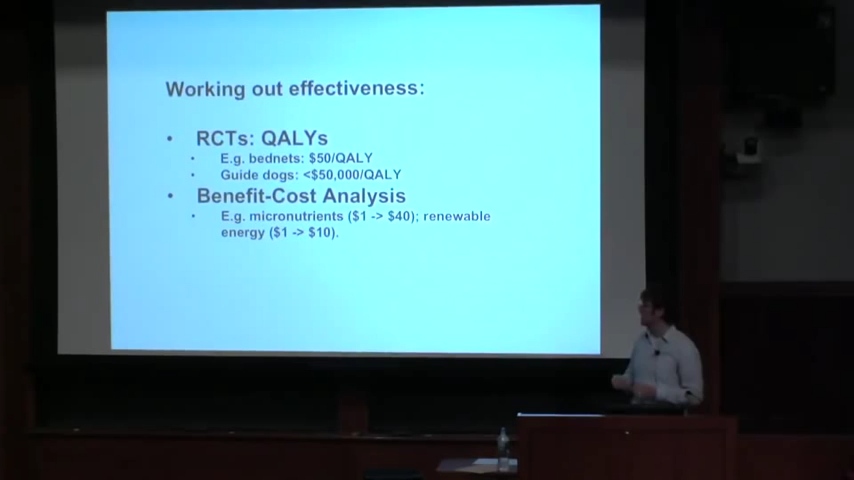 Working out effectiveness:
• RCTs: QALYs
• E.g. bednets: $50/QALY
• Guide dogs: <$50,000/QALY
• Benefit-Cost Analysis
• E.g. micronutrients ($1 -> $40); renewable
energy ($1 -> $10).